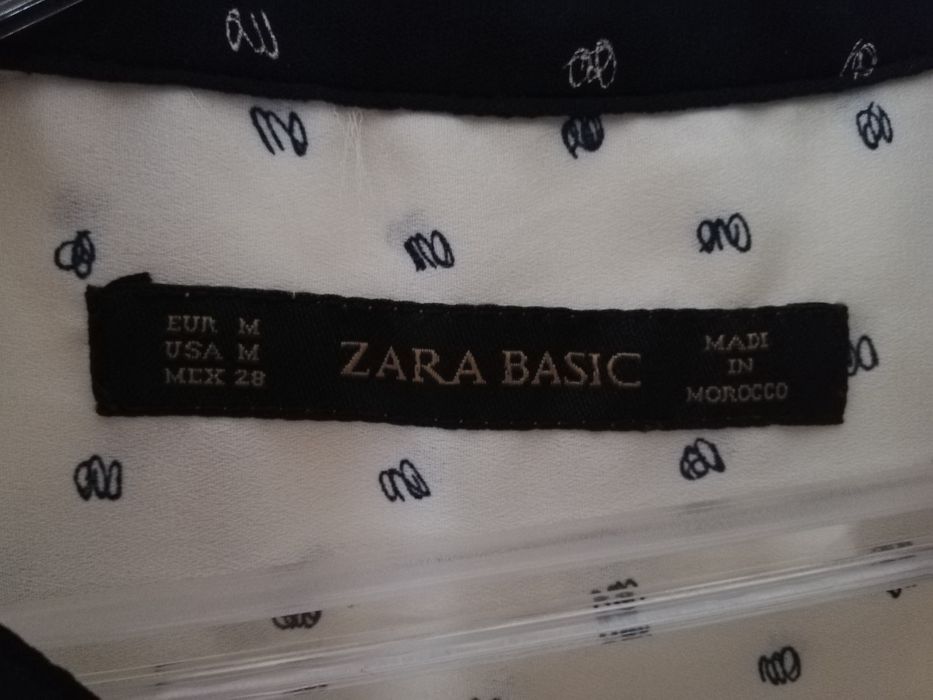 EUR M
USA M
MEX 28
ZARA BASIC
MADE
IN
MOROCCO